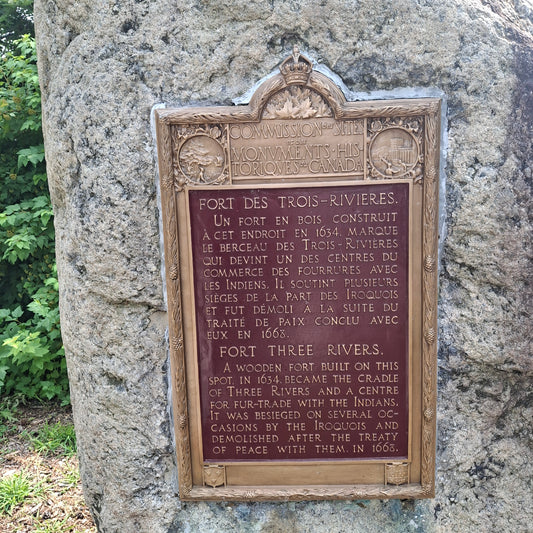 COMMISSION DES SITES
ET
MONUMENTS HIS-
TORIQUES DU CANADA
FORT DES TROIS-RIVIERES.
UN FORT EN BOIS CONSTRUIT
À CET ENDROIT EN 1634, MARQUE
LE BERCEAU DES TROIS-RIVIÈRES
QUI DEVINT UN DES CENTRES DU
COMMERCE DES FOURRURES AVEC
LES INDIENS. IL SOUTINT PLUSIEURS
SIÈGES DE LA PART DES IROQUOIS
ET FUT DÉMOLI À LA SUITE DU
TRAITÉ DE PAIX CONCLU AVEC
EUX EN 1668.
FORT THREE RIVERS.
A WOODEN FORT BUILT ON THIS
SPOT, IN 1634, BECAME THE CRADLE
OF THREE RIVERS AND A CENTRE
FOR FUR-TRADE WITH THE INDIANS.
IT WAS BESIEGED ON SEVERAL OC-
CASIONS BY THE IROQUOIS AND
DEMOLISHED AFTER THE TREATY
OF PEACE WITH THEM, IN 1668.